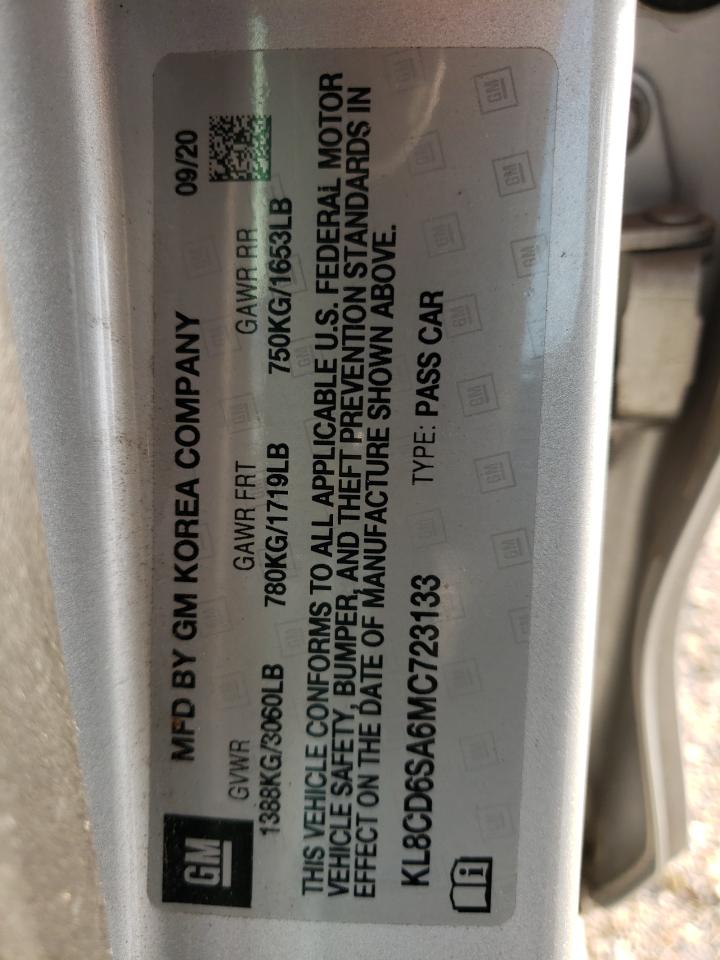 GM
MFD BY GM KOREA COMPANY 09/20
GVWR GAWR FRT GAWR RR
1388KG/3060LB 780KG/1719LB 750KG/1653LB
THIS VEHICLE CONFORMS TO ALL APPLICABLE U.S. FEDERAL MOTOR
VEHICLE SAFETY, BUMPER, AND THEFT PREVENTION STANDARDS IN
EFFECT ON THE DATE OF MANUFACTURE SHOWN ABOVE.
KL8CD6SA6MC723133 TYPE: PASS CAR